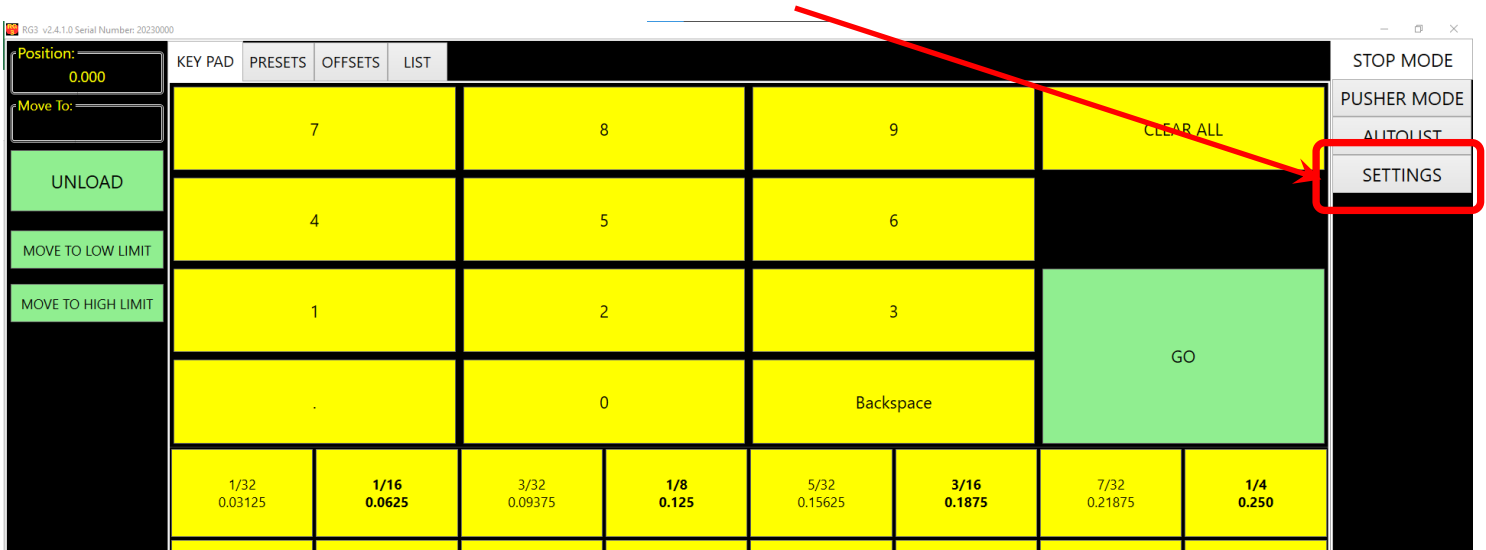 RG3 v2.4.1.0 Serial Number: 20230000
Position:
0.000
Move To:
UNLOAD
MOVE TO LOW LIMIT
MOVE TO HIGH LIMIT
KEY PAD PRESETS OFFSETS LIST
7 8 9 CLEAR ALL
4 5 6
1 2 3
GO
. 0 Backspace
1/32 1/16 3/32 1/8 5/32 3/16 7/32 1/4
0.03125 0.0625 0.09375 0.125 0.15625 0.1875 0.21875 0.250
STOP MODE
PUSHER MODE
AUTOLIST
SETTINGS